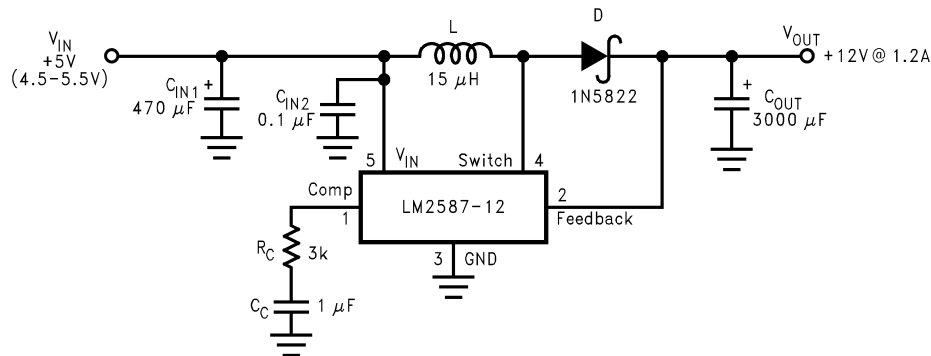 V_IN
+5V
(4.5-5.5V)
C_IN1 +
470 μF
C_IN2
0.1 μF
L
15 μH
D
1N5822
V_OUT
+12V @ 1.2A
+
C_OUT
3000 μF
5 V_IN
Switch 4
Comp
1
LM2587-12
2
Feedback
3 GND
R_C 3k
C_C 1 μF